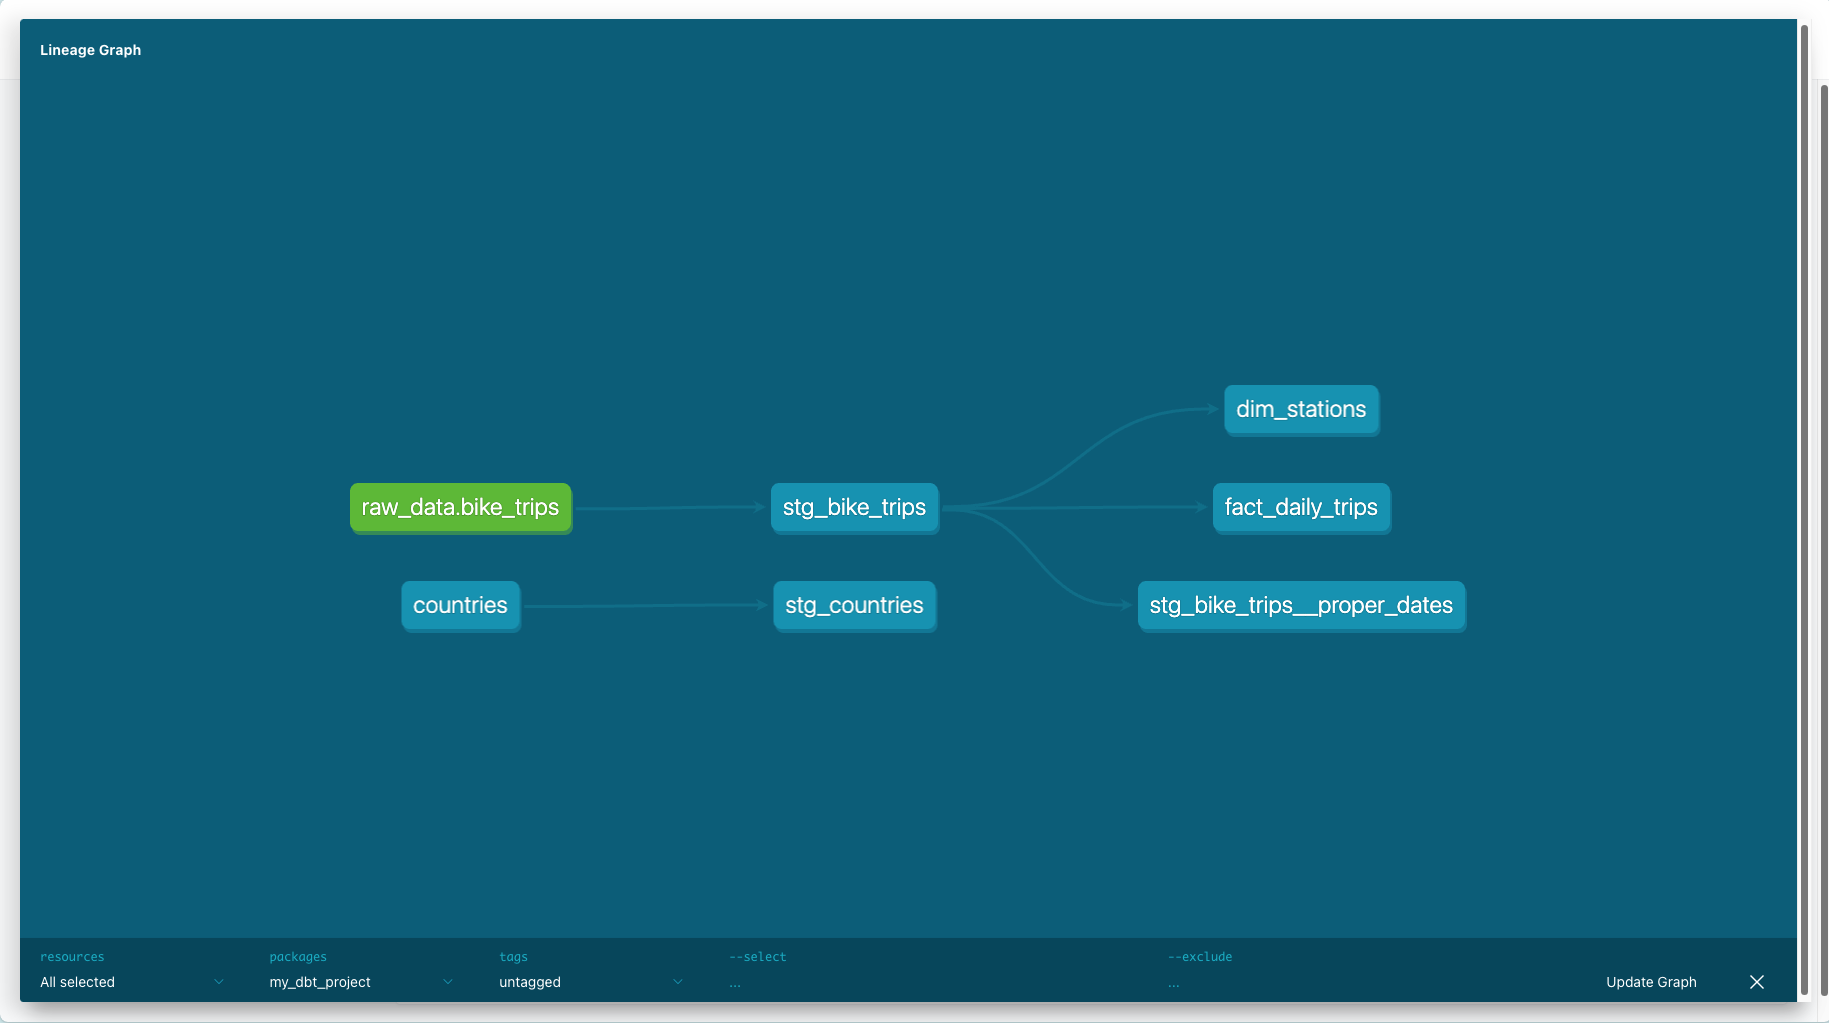 Lineage Graph
dim_stations
raw_data.bike_trips
stg_bike_trips
fact_daily_trips
countries
stg_countries
stg_bike_trips__proper_dates
resources
packages
tags
--select
--exclude
All selected
my_dbt_project
untagged
...
...
Update Graph